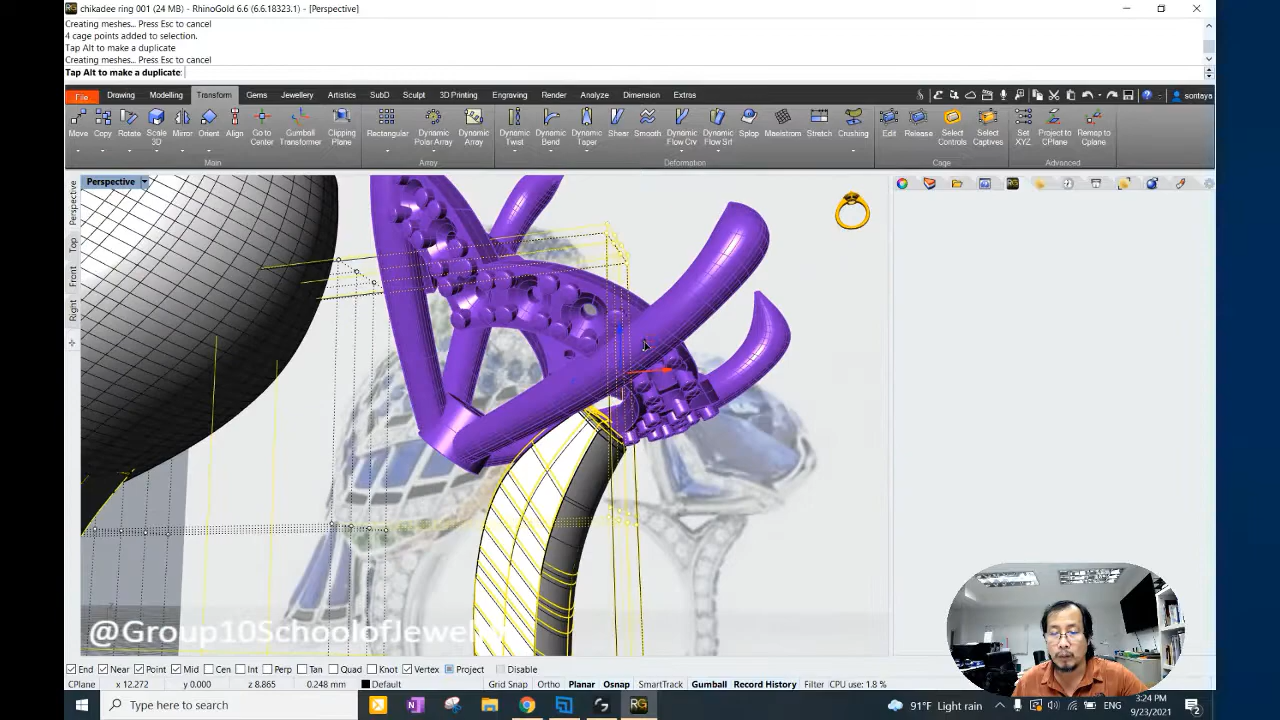 chikadee ring 001 (24 MB) - RhinoGold 6.6 (6.6.18323.1) - [Perspective]
Creating meshes... Press Esc to cancel
4 cage points added to selection.
Tap Alt to make a duplicate
Creating meshes... Press Esc to cancel
Tap Alt to make a duplicate:
File Drawing Modelling Transform Gems Jewellery Artistics SubD Sculpt 3D Printing Engraving Render Analyze Dimension Extras
sontaya
Move Copy Rotate Scale 3D Mirror Orient Align Go to Center Gumball Transformer Clipping Plane Rectangular Dynamic Polar Array Dynamic Array Dynamic Twist Dynamic Bend Dynamic Taper Shear Smooth Dynamic Flow Crv Dynamic Flow Srf Splop Maelstrom Stretch Crushing Edit Release Select Controls Select Captives Set XYZ Project to CPlane Remap to Cplane
Main Array Deformation Cage Advanced
Perspective
Perspective
Top
Front
Right
@Group10SchoolofJewel
End Near Point Mid Cen Int Perp Tan Quad Knot Vertex Project Disable
CPlane x 12.272 y 0.000 z 8.865 0.248 mm Default Grid Snap Ortho Planar Osnap SmartTrack Gumball Record History Filter CPU use: 1.8 %
Type here to search
91°F Light rain
ENG
3:24 PM
9/23/2021
2